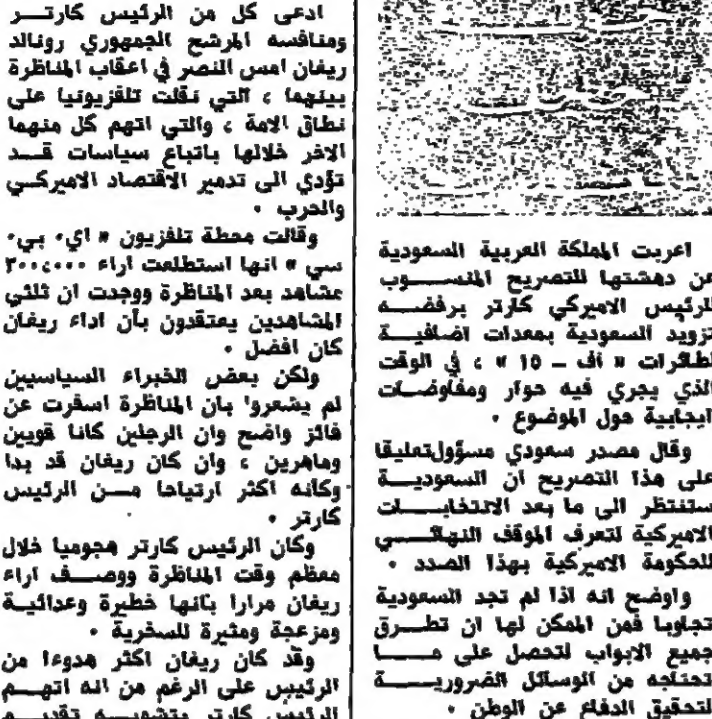 اعربت المملكة العربية السعودية
عن دهشتها للتصريح المنسوب
للرئيس الاميركي كارتر برفضه
تزويد السعودية بمعدات اضافية
لطائرات « اف – 15 » ، في الوقت
الذي يجري فيه حوار ومفاوضات
ايجابية حول الموضوع .
وقال مصدر سعودي مسؤول تعليقا
على هذا التصريح ان السعودية
ستنتظر الى ما بعد الانتخابات
الاميركية لتعرف الموقف النهائي
للحكومة الاميركية بهذا الصدد .
واوضح انه اذا لم تجد السعودية
تجاوبا فمن الممكن لها ان تطرق
جميع الابواب لتحصل على ما
تحتاجه من الوسائل الضرورية
لتحقيق الدفاع عن الوطن .
ادعى كل من الرئيس كارتر
ومنافسه المرشح الجمهوري رونالد
ريغان امس النصر في اعقاب المناظرة
بينهما ، التي نقلت تلفزيونيا على
نطاق الامة ، والتي اتهم كل منهما
الاخر خلالها باتباع سياسات قد
تؤدي الى تدمير الاقتصاد الاميركي
والحرب .
وقالت محطة تلفزيون « اي. بي.
سي » انها استطلعت اراء ٣٠٠،٠٠٠
مشاهد بعد المناظرة ووجدت ان ثلثي
المشاهدين يعتقدون بأن اداء ريغان
كان افضل .
ولكن بعض الخبراء السياسيين
لم يشعروا بان المناظرة اسفرت عن
فائز واضح وان الرجلين كانا قويين
وماهرين ، وان كان ريغان قد بدا
وكأنه اكثر ارتياحا من الرئيس
كارتر .
وكان الرئيس كارتر هجوميا خلال
معظم وقت المناظرة ووصف اراء
ريغان مرارا بأنها خطيرة وعدائية
ومزعجة ومثيرة للسخرية .
وقد كان ريغان اكثر هدوءا من
الرئيس على الرغم من انه اتهم
الرئيس كارتر بتشويه تقديم